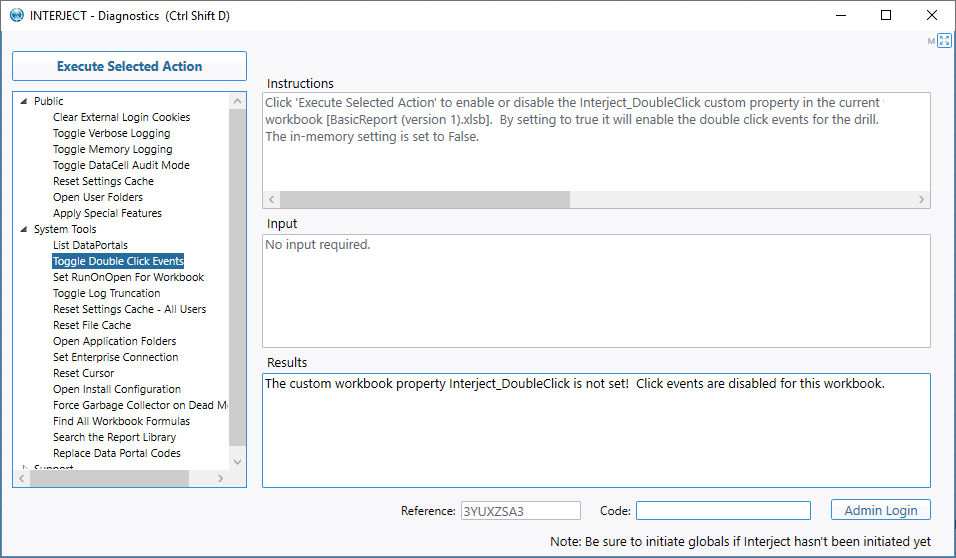 INTERJECT - Diagnostics (Ctrl Shift D)
M
Execute Selected Action
Public
Clear External Login Cookies
Toggle Verbose Logging
Toggle Memory Logging
Toggle DataCell Audit Mode
Reset Settings Cache
Open User Folders
Apply Special Features
System Tools
List DataPortals
Toggle Double Click Events
Set RunOnOpen For Workbook
Toggle Log Truncation
Reset Settings Cache - All Users
Reset File Cache
Open Application Folders
Set Enterprise Connection
Reset Cursor
Open Install Configuration
Force Garbage Collector on Dead M
Find All Workbook Formulas
Search the Report Library
Replace Data Portal Codes
Support
Instructions
Click 'Execute Selected Action' to enable or disable the Interject_DoubleClick custom property in the current
workbook [BasicReport (version 1).xlsb]. By setting to true it will enable the double click events for the drill.
The in-memory setting is set to False.
Input
No input required.
Results
The custom workbook property Interject_DoubleClick is not set! Click events are disabled for this workbook.
Reference: 3YUXZSA3 Code: Admin Login
Note: Be sure to initiate globals if Interject hasn't been initiated yet